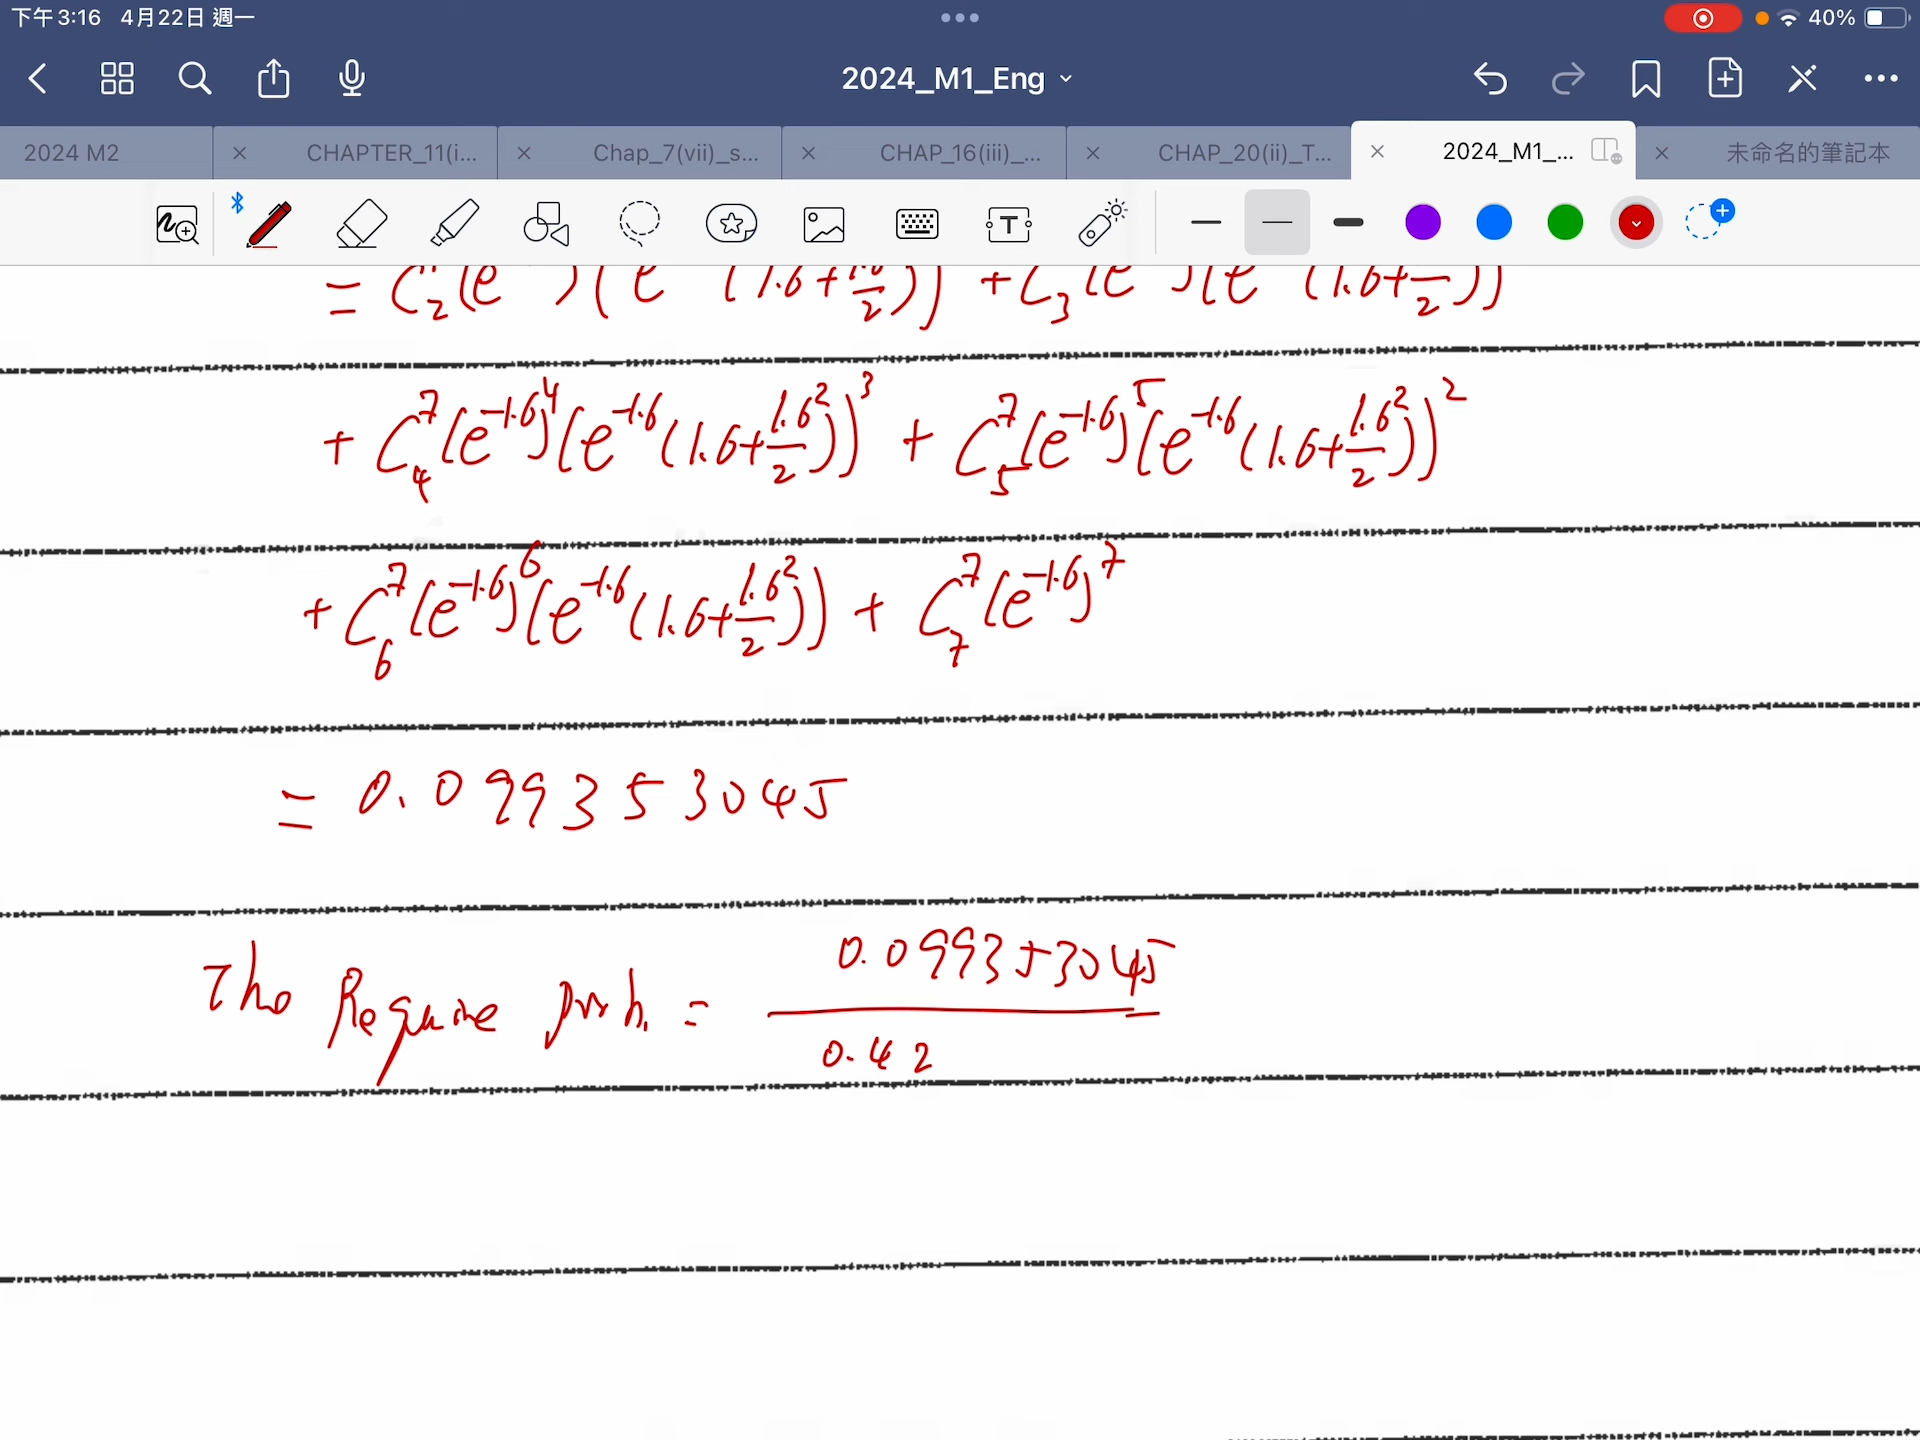 下午3:16 4月22日 週一 40%
2024_M1_Eng
2024 M2 CHAPTER_11(i... Chap_7(vii)_s... CHAP_16(iii)_... CHAP_20(ii)_T... 2024_M1_... 未命名的筆記本
+ C⁷₄(e^-1.6)^4(e^-1.6(1.6+1.6²/2))^3 + C⁷₅(e^-1.6)^5(e^-1.6(1.6+1.6²/2))^2
+ C⁷₆(e^-1.6)^6(e^-1.6(1.6+1.6²/2)) + C⁷₇(e^-1.6)^7
= 0.099353045
The Require prob. = 0.099353045
0.42